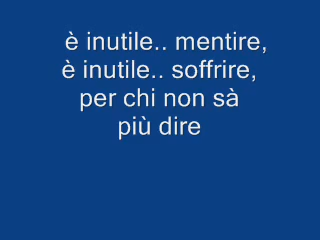 è inutile.. mentire,
è inutile.. soffrire,
per chi non sà
più dire